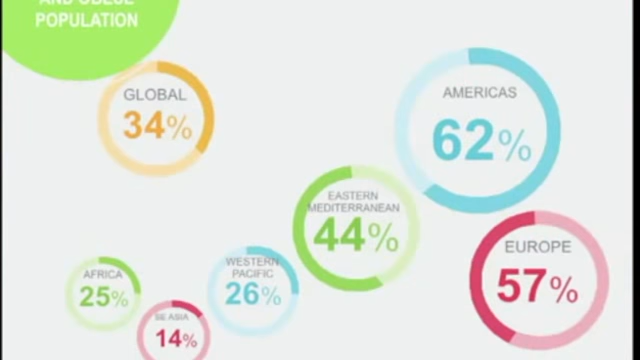 AND OBESE
POPULATION
GLOBAL
34%
AMERICAS
62%
EASTERN
MEDITERRANEAN
44%
EUROPE
57%
AFRICA
25%
WESTERN
PACIFIC
26%
SE ASIA
14%